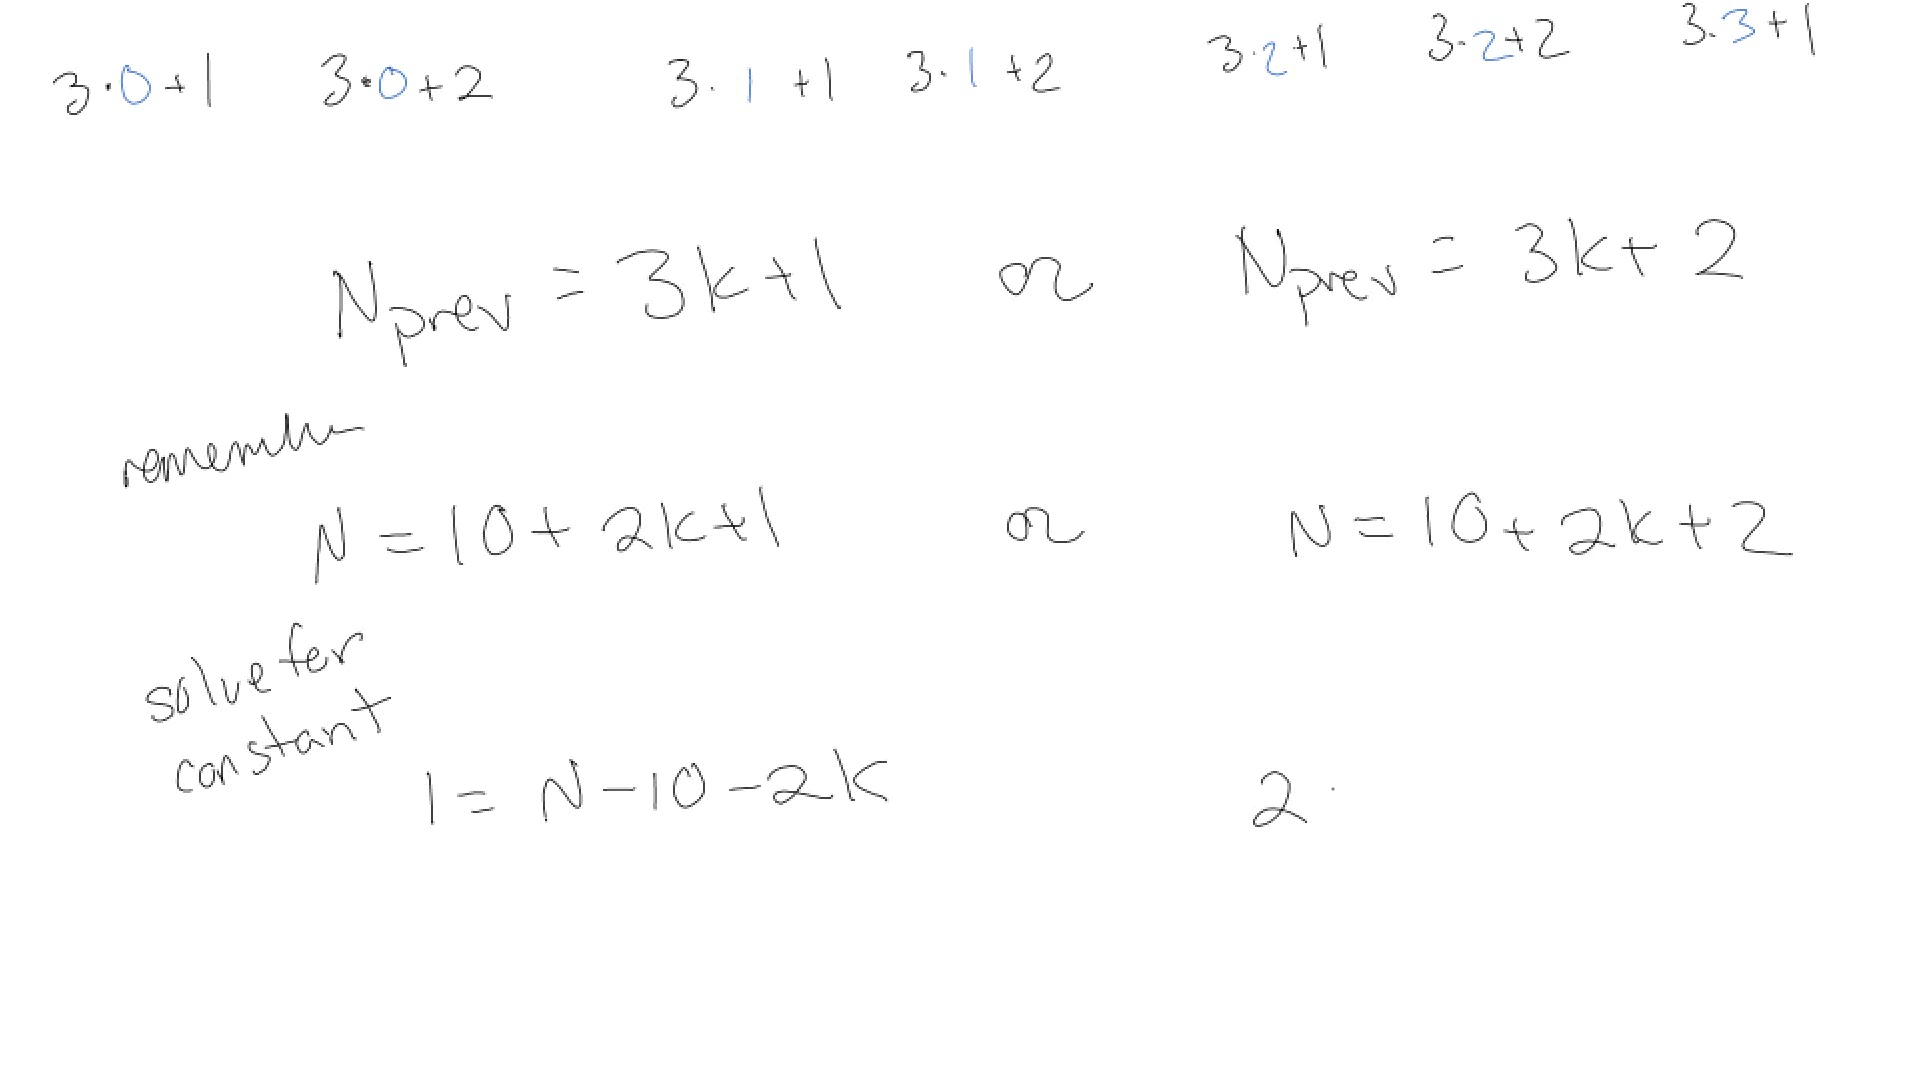 3·0+1 3·0+2 3·1+1 3·1+2 3·2+1 3·2+2 3·3+1
Nprev = 3k+1 or Nprev = 3k+2
remember
N = 10+2k+1 or N = 10+2k+2
solve for
constant
1 = N-10-2k 2